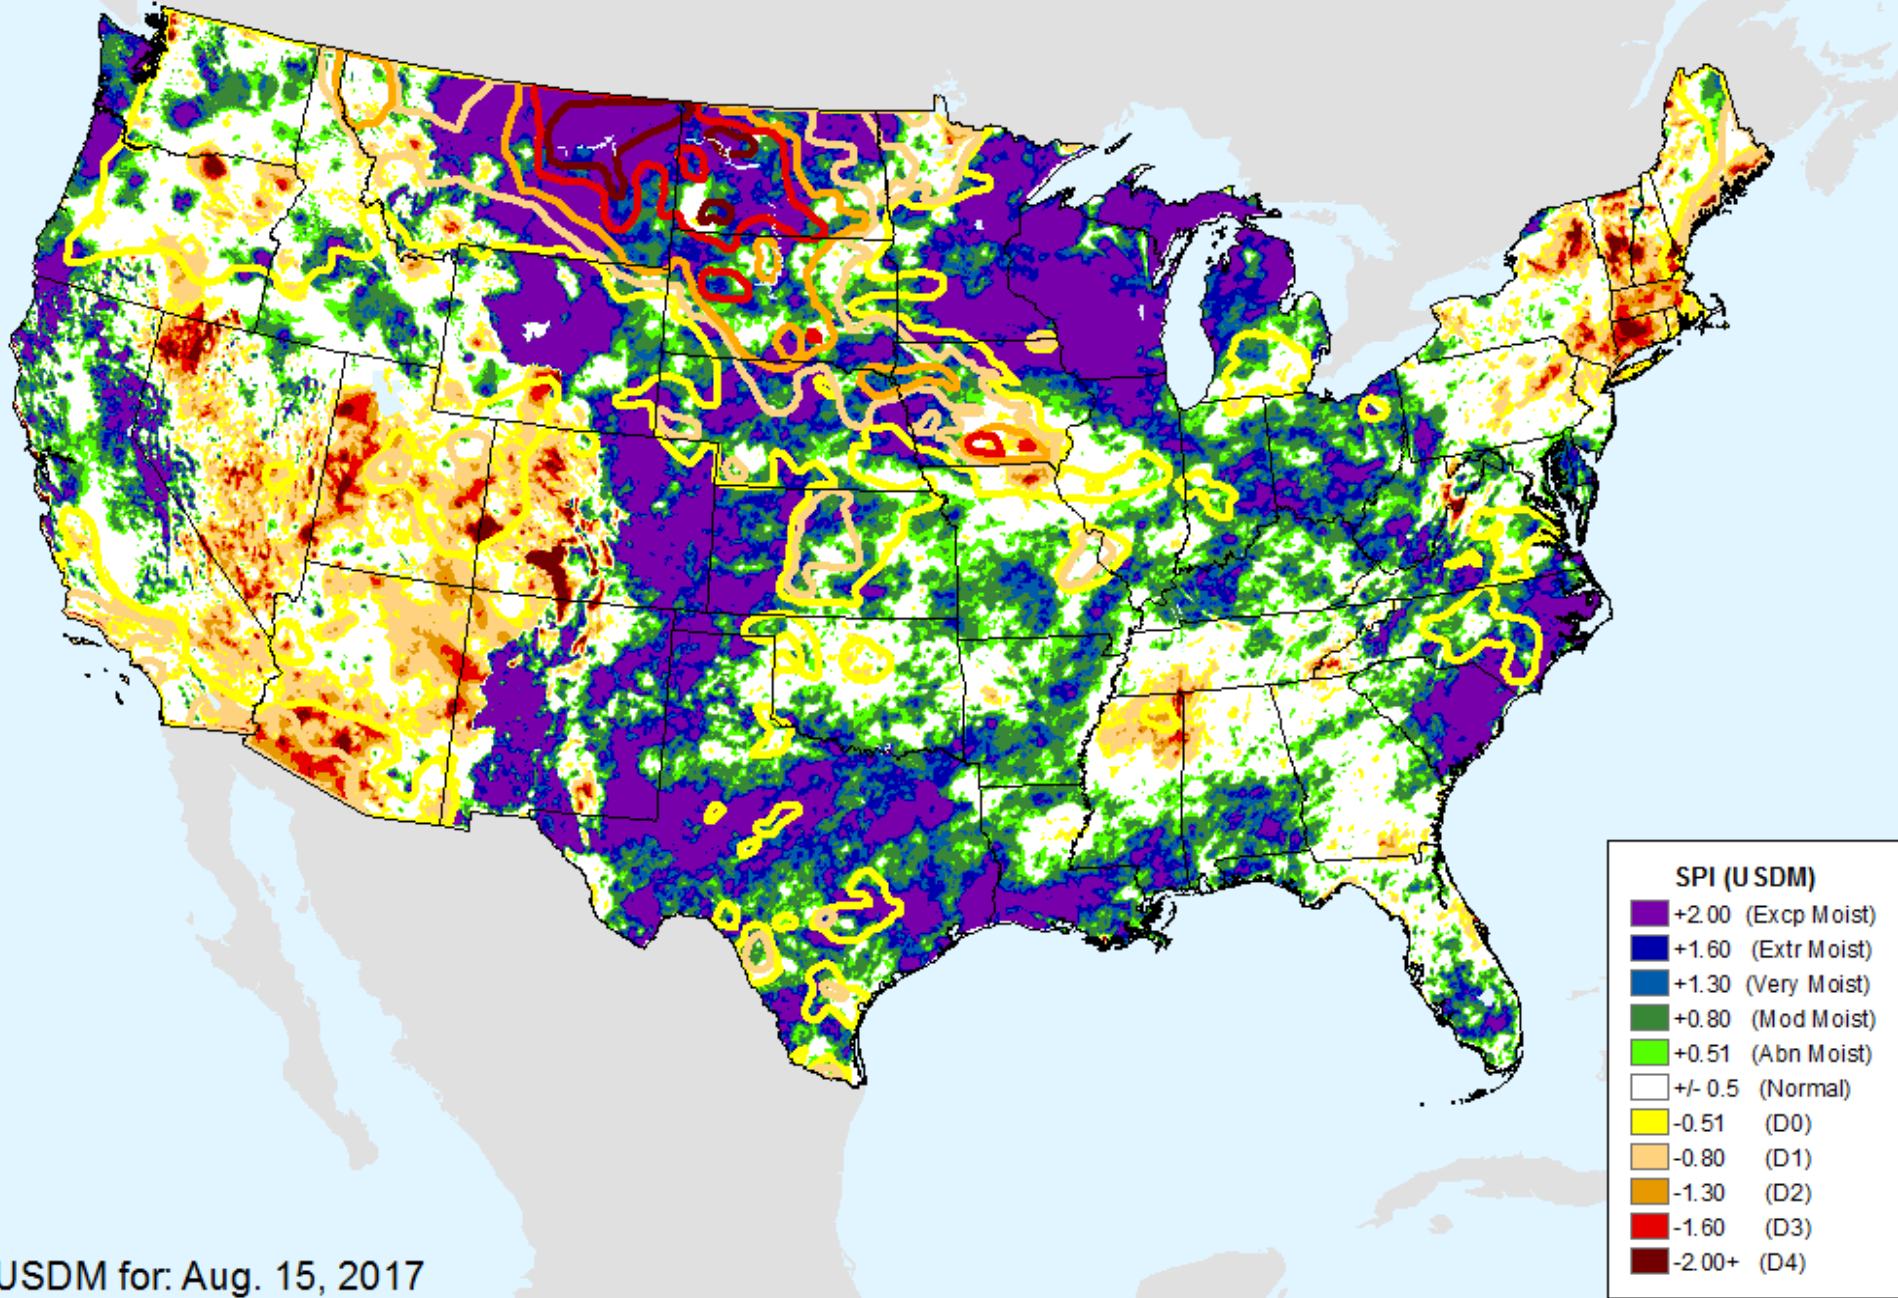 SPI (USDM)
+2.00 (Excp Moist)
+1.60 (Extr Moist)
+1.30 (Very Moist)
+0.80 (Mod Moist)
+0.51 (Abn Moist)
+/- 0.5 (Normal)
-0.51 (D0)
-0.80 (D1)
-1.30 (D2)
-1.60 (D3)
-2.00+ (D4)
USDM for: Aug. 15, 2017